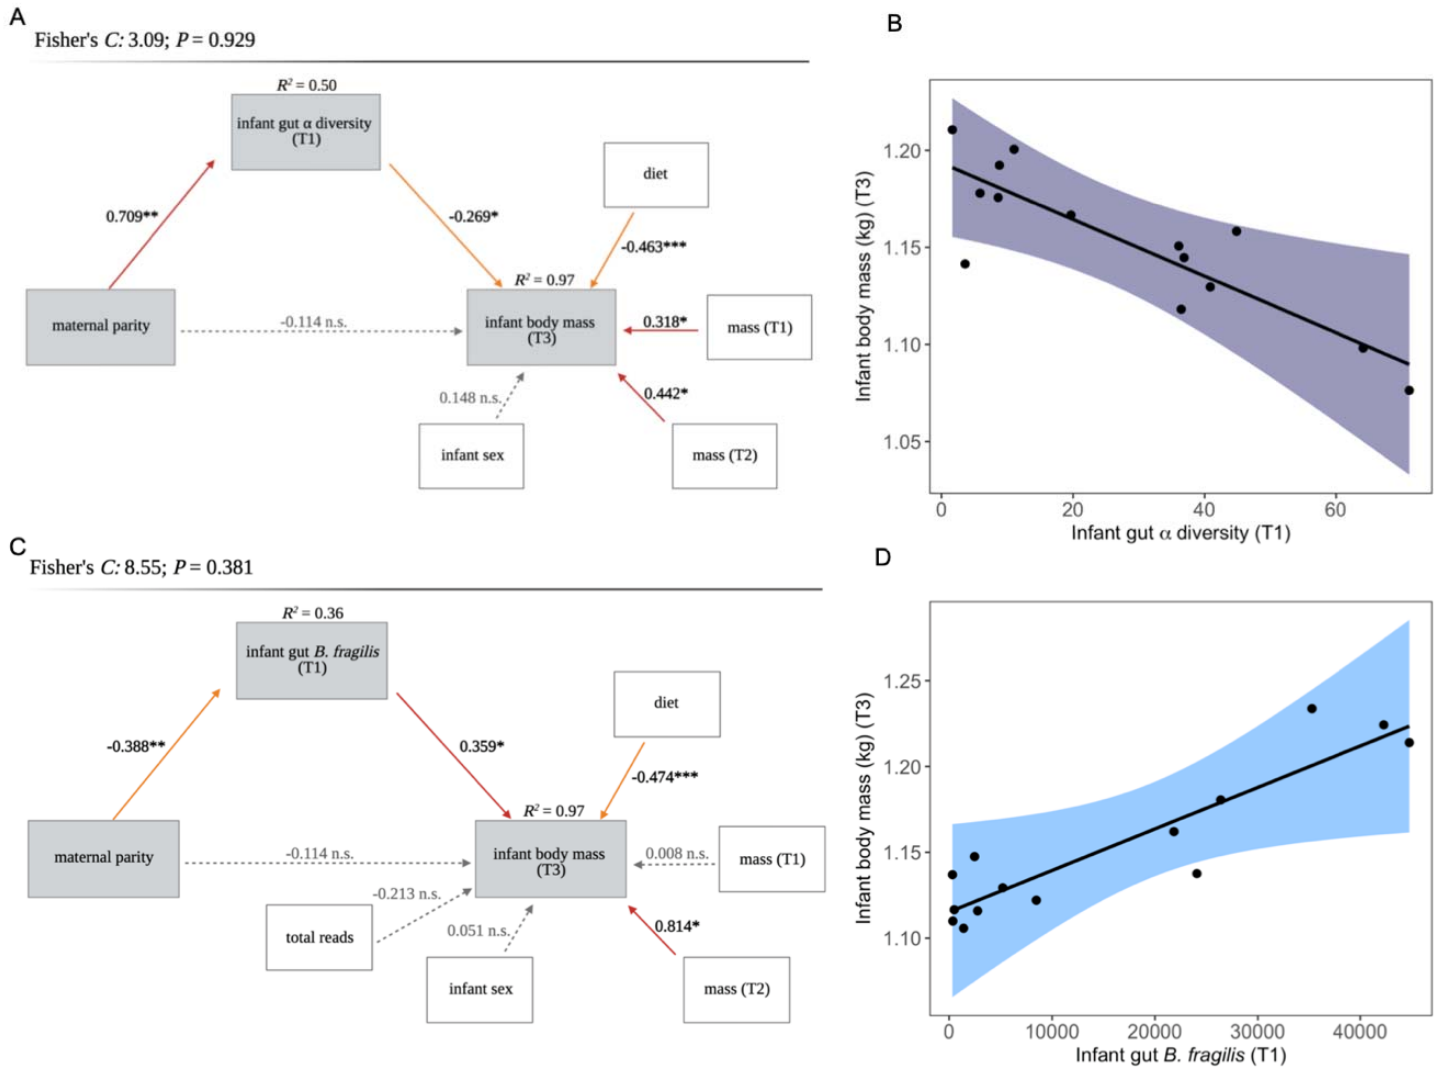 A
Fisher's C: 3.09; P = 0.929
R² = 0.50
infant gut α diversity
(T1)
diet
0.709**
-0.269*
-0.463***
R² = 0.97
maternal parity
-0.114 n.s.
infant body mass
(T3)
0.318*
mass (T1)
0.148 n.s.
0.442*
infant sex
mass (T2)
B
Infant body mass (kg) (T3)
1.20
1.15
1.10
1.05
0 20 40 60
Infant gut α diversity (T1)
C
Fisher's C: 8.55; P = 0.381
R² = 0.36
infant gut B. fragilis
(T1)
diet
-0.388**
0.359*
-0.474***
R² = 0.97
maternal parity
-0.114 n.s.
infant body mass
(T3)
0.008 n.s.
mass (T1)
-0.213 n.s.
total reads
0.051 n.s.
0.814*
infant sex
mass (T2)
D
Infant body mass (kg) (T3)
1.25
1.20
1.15
1.10
0 10000 20000 30000 40000
Infant gut B. fragilis (T1)